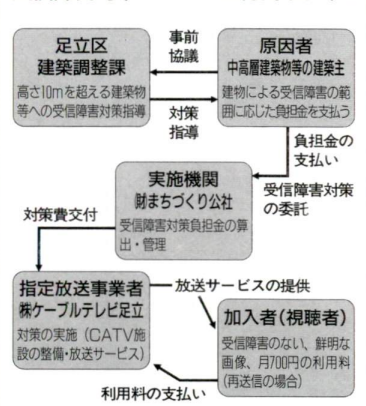 足立区
建築調整課
高さ10mを超える建築物
等への受信障害対策指導
事前
協議
対策
指導
原因者
中高層建築物等の建築主
建物による受信障害の範
囲に応じた負担金を支払う
負担金の
支払い
受信障害対策
の委託
実施機関
㈶まちづくり公社
受信障害対策負担金の算
出・管理
対策費交付
指定放送事業者
㈱ケーブルテレビ足立
対策の実施（CATV施
設の整備・放送サービス）
放送サービスの提供
加入者（視聴者）
受信障害のない、鮮明な
画像、月700円の利用料
（再送信の場合）
利用料の支払い